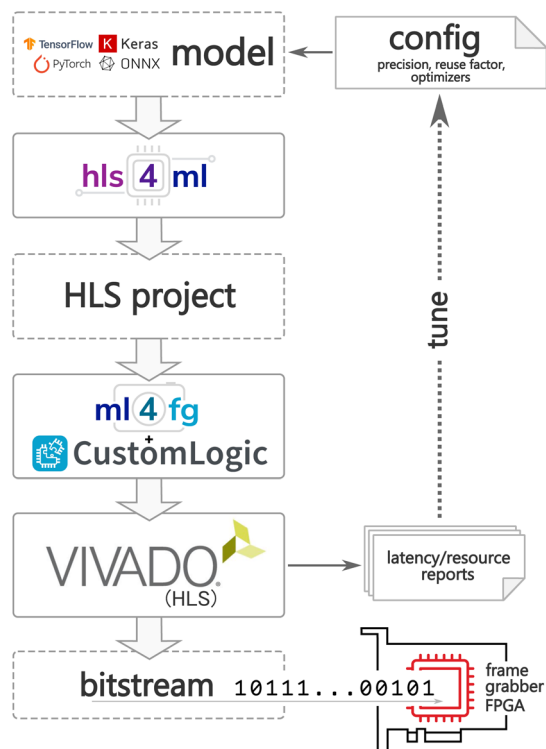 TensorFlow
Keras
PyTorch
ONNX
model
config
precision, reuse factor,
optimizers
hls 4 ml
HLS project
tune
ml 4 fg
+
CustomLogic
VIVADO.
(HLS)
latency/resource
reports
bitstream 10111...00101
frame
grabber
FPGA